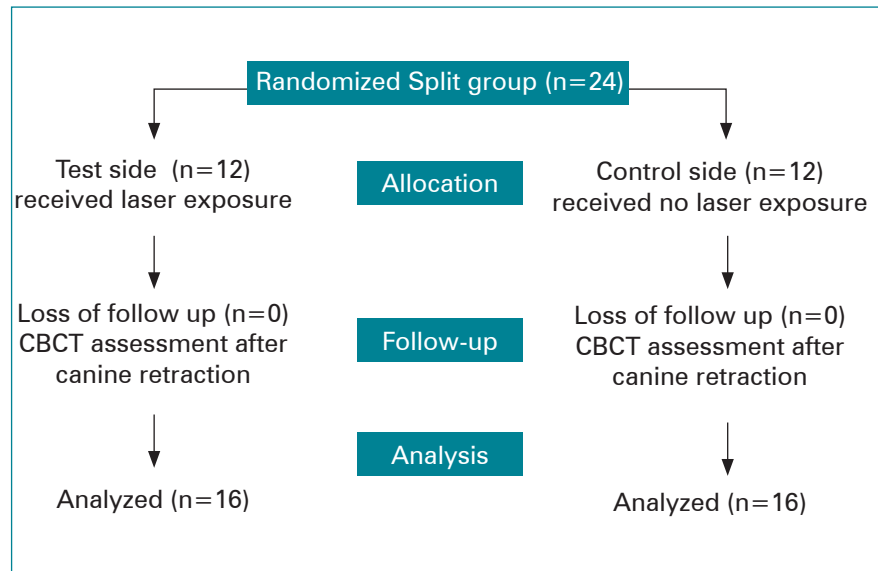 Randomized Split group (n=24)
Test side (n=12)
received laser exposure
Allocation
Control side (n=12)
received no laser exposure
Loss of follow up (n=0)
CBCT assessment after
canine retraction
Follow-up
Loss of follow up (n=0)
CBCT assessment after
canine retraction
Analysis
Analyzed (n=16)
Analyzed (n=16)